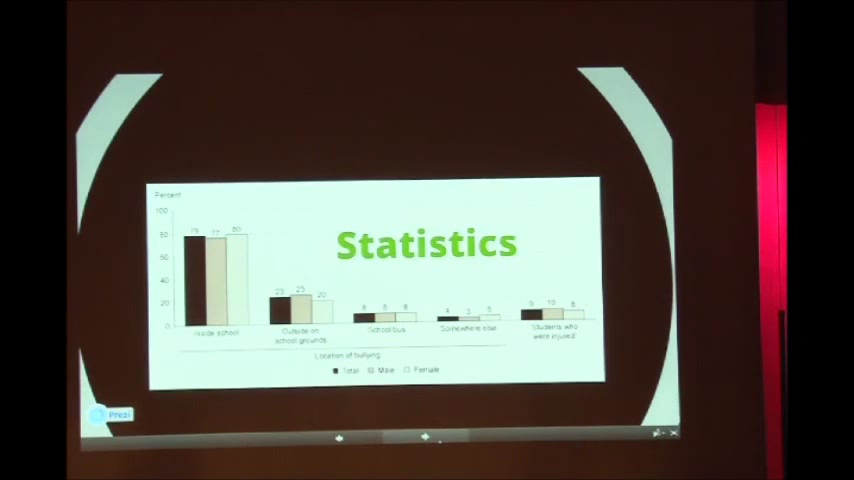 Percent
100
80
60
40
20
0
79 77 80
23 25 20
8 8 8
4 3 5
9 10 8
Statistics
Inside school
Outside on
school grounds
School bus
Somewhere else
Students who
were injured
Location of bullying
Total Male Female
Prezi